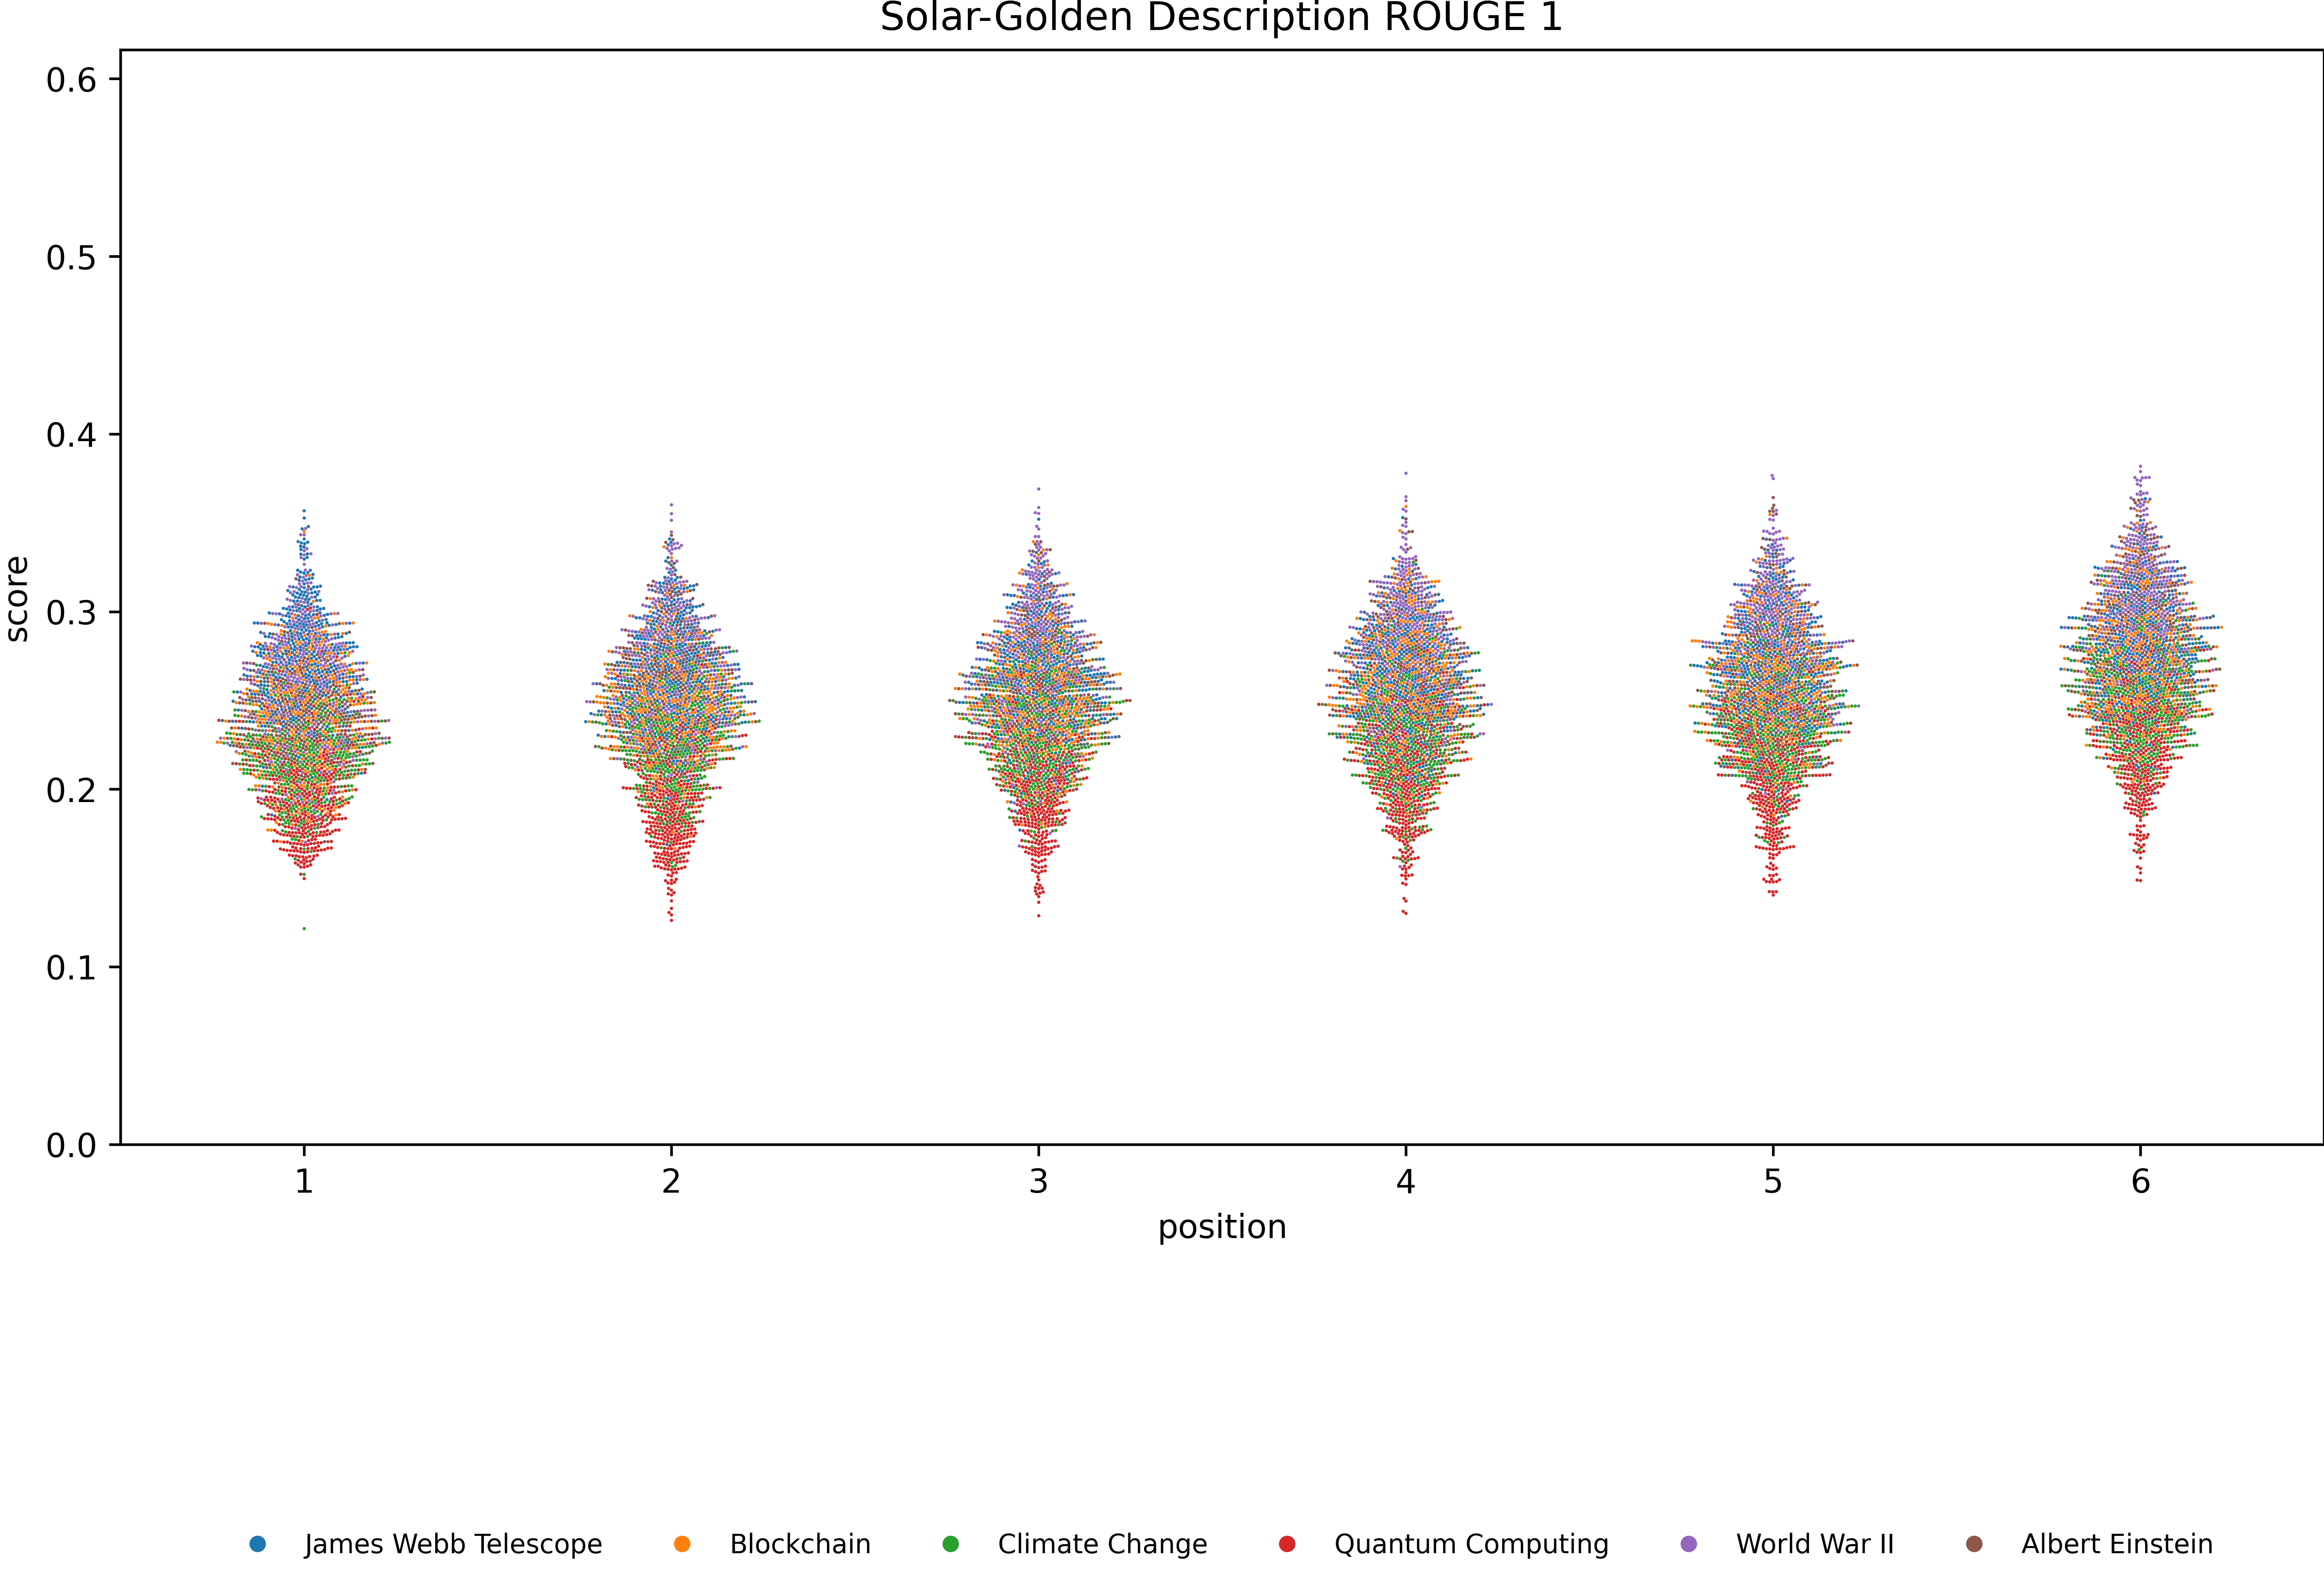 Solar-Golden Description ROUGE 1
score
0.6
0.5
0.4
0.3
0.2
0.1
0.0
1 2 3 4 5 6
position
James Webb Telescope Blockchain Climate Change Quantum Computing World War II Albert Einstein